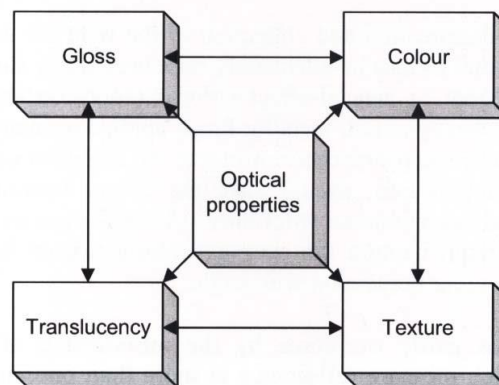 Gloss
Colour
Optical
properties
Translucency
Texture